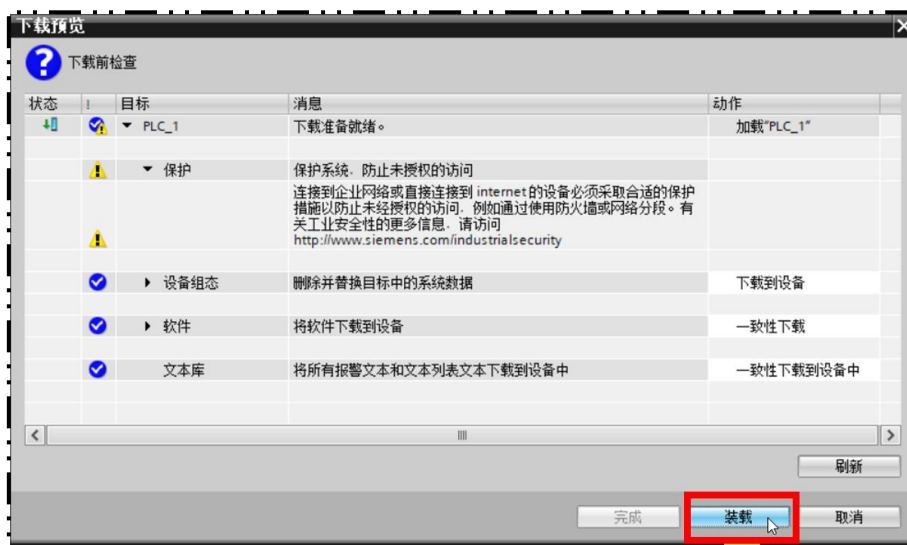 下载预览
下载前检查
状态 ! 目标 消息 动作
PLC_1 下载准备就绪。 加载"PLC_1"
保护 保护系统，防止未授权的访问
连接到企业网络或直接连接到 internet 的设备必须采取合适的保护
措施以防止未经授权的访问，例如通过使用防火墙或网络分段。有
关工业安全性的更多信息，请访问
http://www.siemens.com/industrialsecurity
设备组态 删除并替换目标中的系统数据 下载到设备
软件 将软件下载到设备 一致性下载
文本库 将所有报警文本和文本列表文本下载到设备中 一致性下载到设备中
刷新
完成 装载 取消